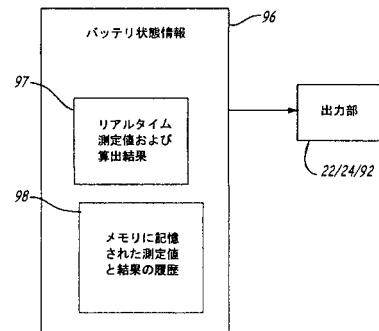 バッテリ状態情報
96
97
リアルタイム
測定値および
算出結果
出力部
22/24/92
98
メモリに記憶
された測定値
と結果の履歴